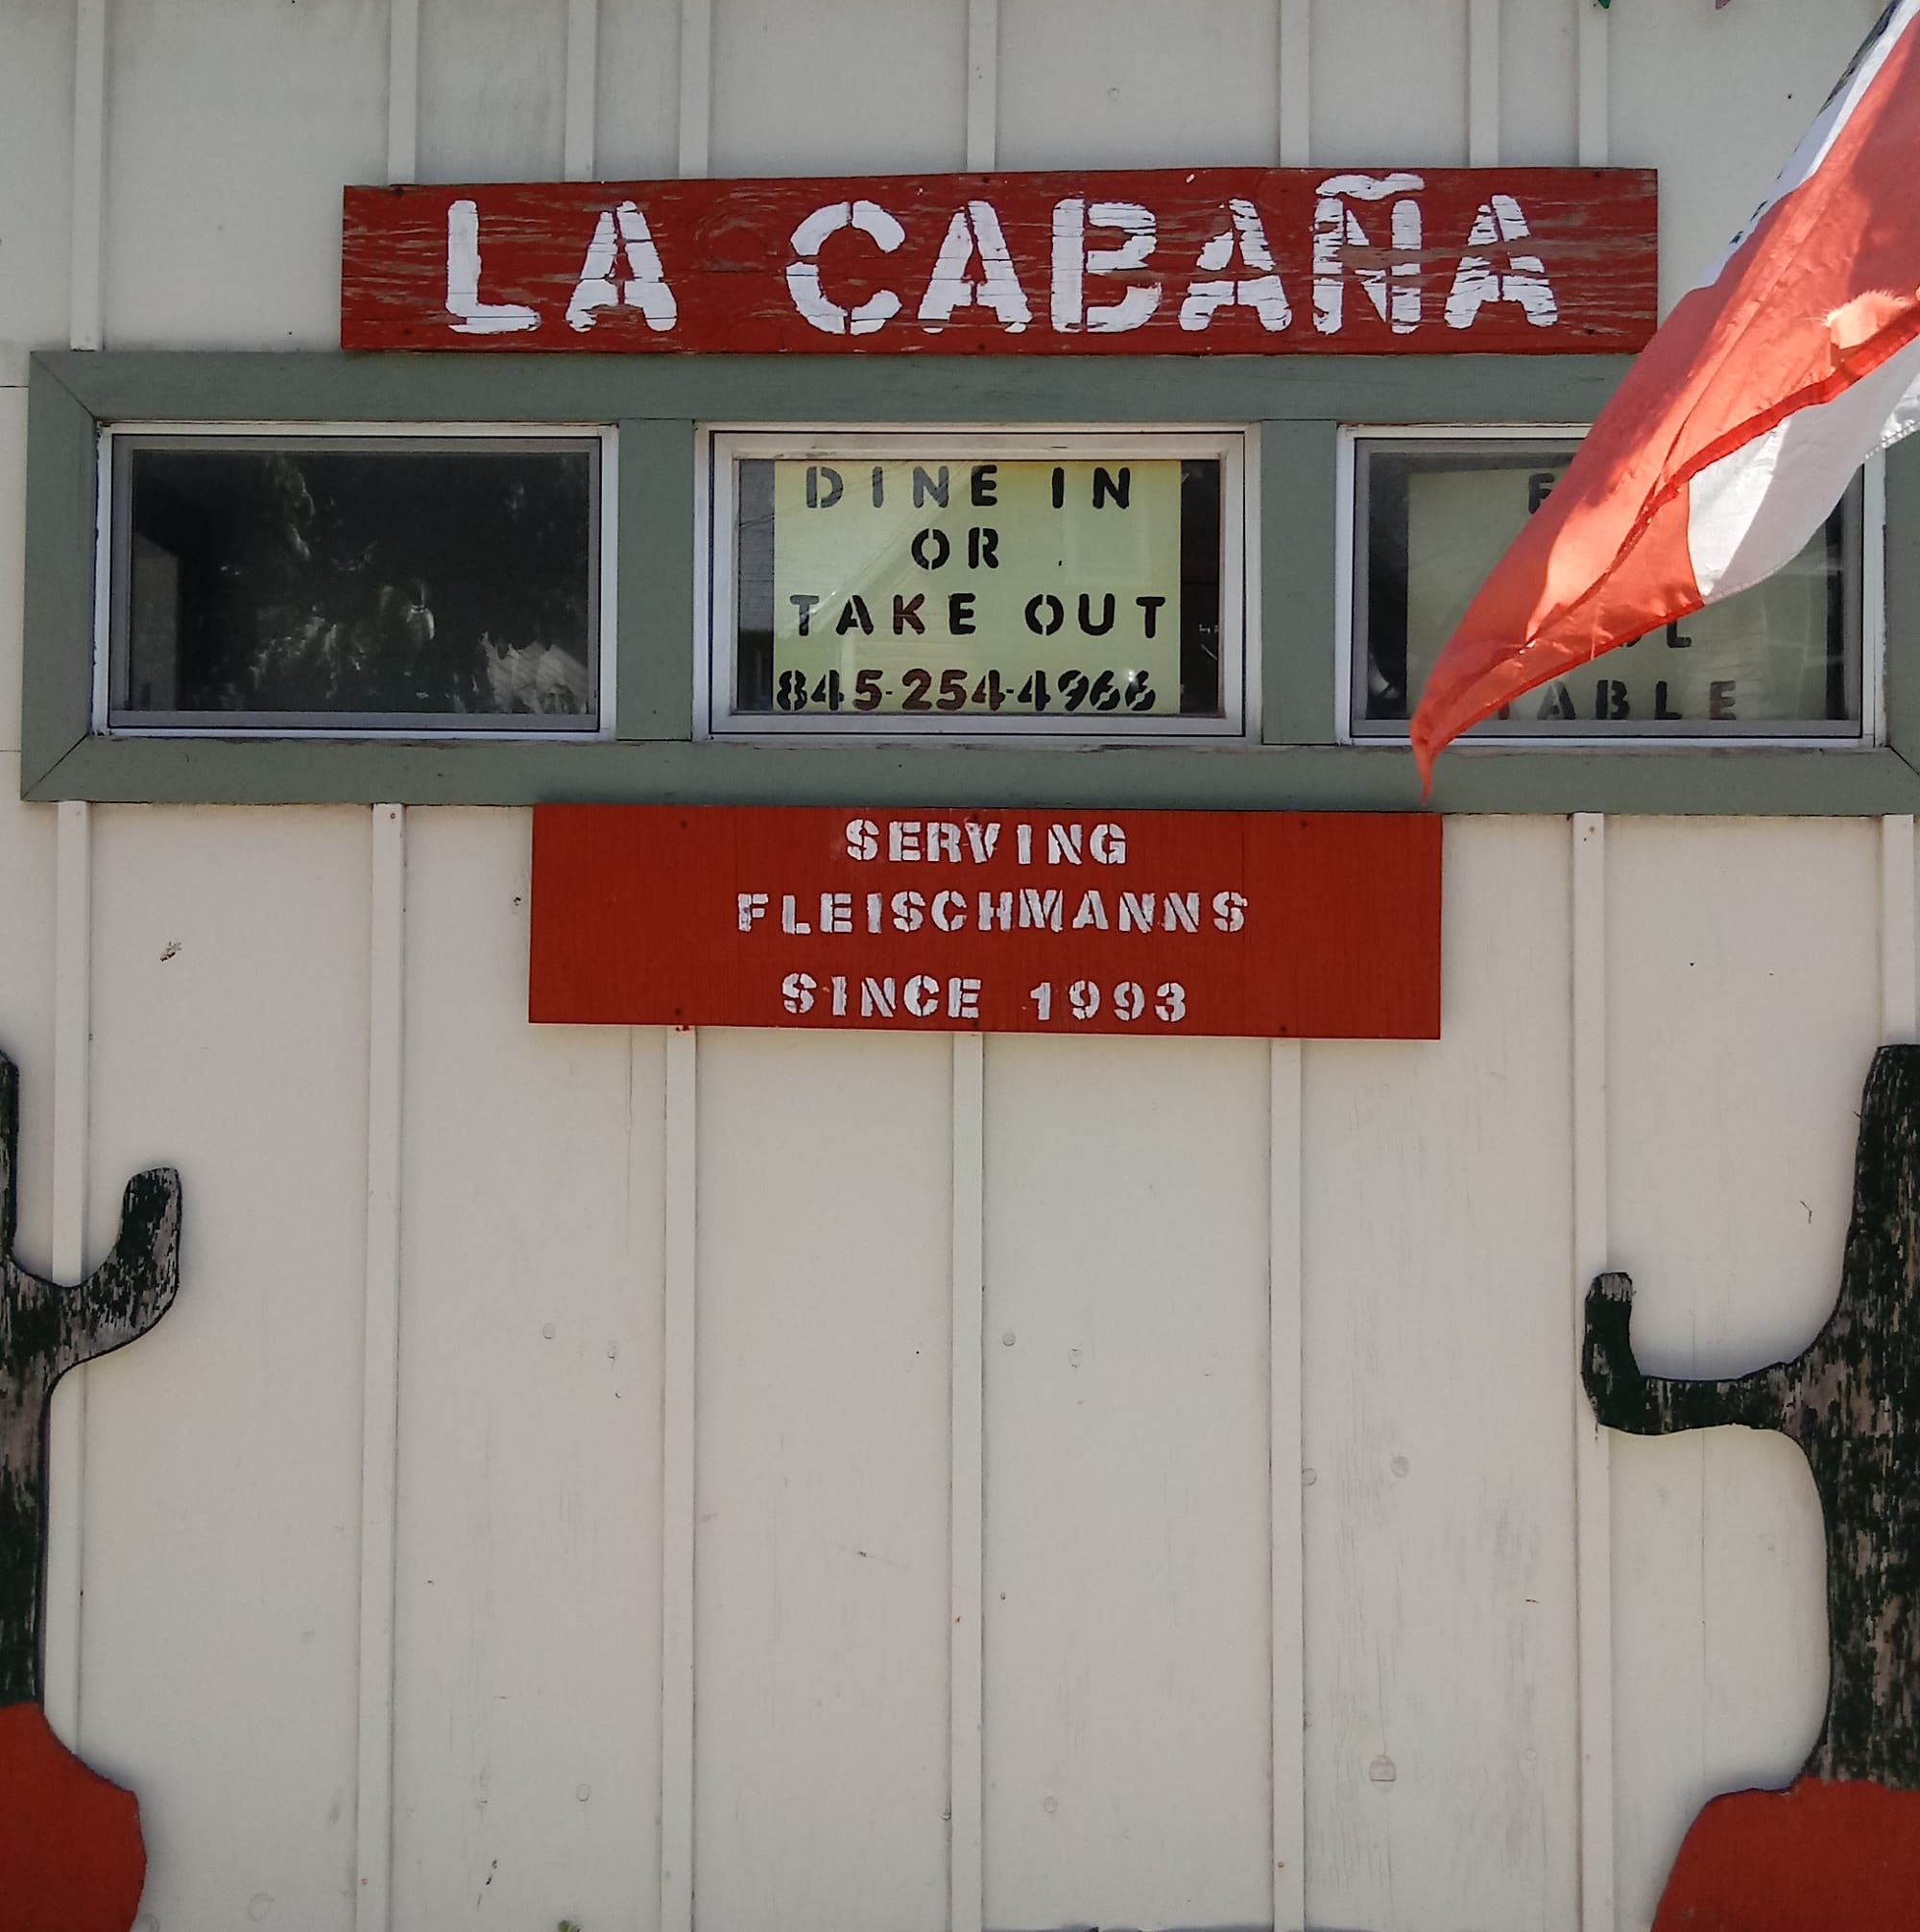 LA CABAÑA
DINE IN
OR
TAKE OUT
845-254-4966
SERVING
FLEISCHMANNS
SINCE 1993